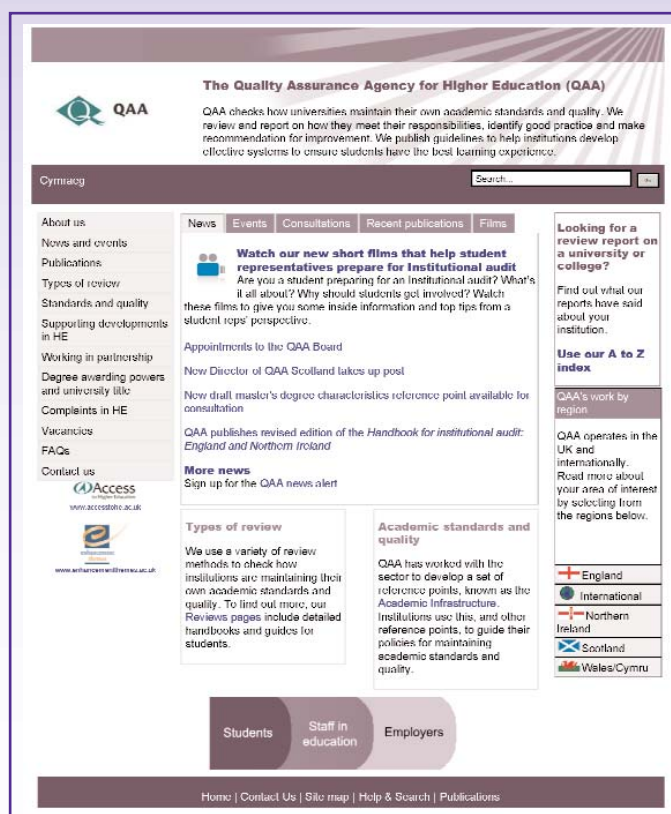 The Quality Assurance Agency for Higher Education (QAA)
QAA
QAA checks how universities maintain their own academic standards and quality. We
review and report on how they meet their responsibilities, identify good practice and make
recommendation for improvement. We publish guidelines to help institutions develop
effective systems to ensure students have the best learning experience.
Cymraeg
Search...
About us
News and events
Publications
Types of review
Standards and quality
Supporting developments
in HE
Working in partnership
Degree awarding powers
and university title
Complaints in HE
Vacancies
FAQs
Contact us
Access
to Higher Education
www.accesstohe.ac.uk
www.enhancementthemes.ac.uk
News Events Consultations Recent publications Films
Watch our new short films that help student
representatives prepare for Institutional audit
Are you a student preparing for an Institutional audit? What's
it all about? Why should students get involved? Watch
these films to give you some inside information and top tips from a
student reps' perspective.
Appointments to the QAA Board
New Director of QAA Scotland takes up post
New draft master's degree characteristics reference point available for
consultation
QAA publishes revised edition of the Handbook for institutional audit:
England and Northern Ireland
More news
Sign up for the QAA news alert
Types of review
We use a variety of review
methods to check how
institutions are maintaining their
own academic standards and
quality. To find out more, our
Reviews pages include detailed
handbooks and guides for
students.
Academic standards and
quality
QAA has worked with the
sector to develop a set of
reference points, known as the
Academic Infrastructure.
Institutions use this, and other
reference points, to guide their
policies for maintaining
academic standards and
quality.
Looking for a
review report on
a university or
college?
Find out what our
reports have said
about your
institution.
Use our A to Z
index
QAA's work by
region
QAA operates in the
UK and
internationally.
Read more about
your area of interest
by selecting from
the regions below.
England
International
Northern
Ireland
Scotland
Wales/Cymru
Students
Staff in
education
Employers
Home | Contact Us | Site map | Help & Search | Publications